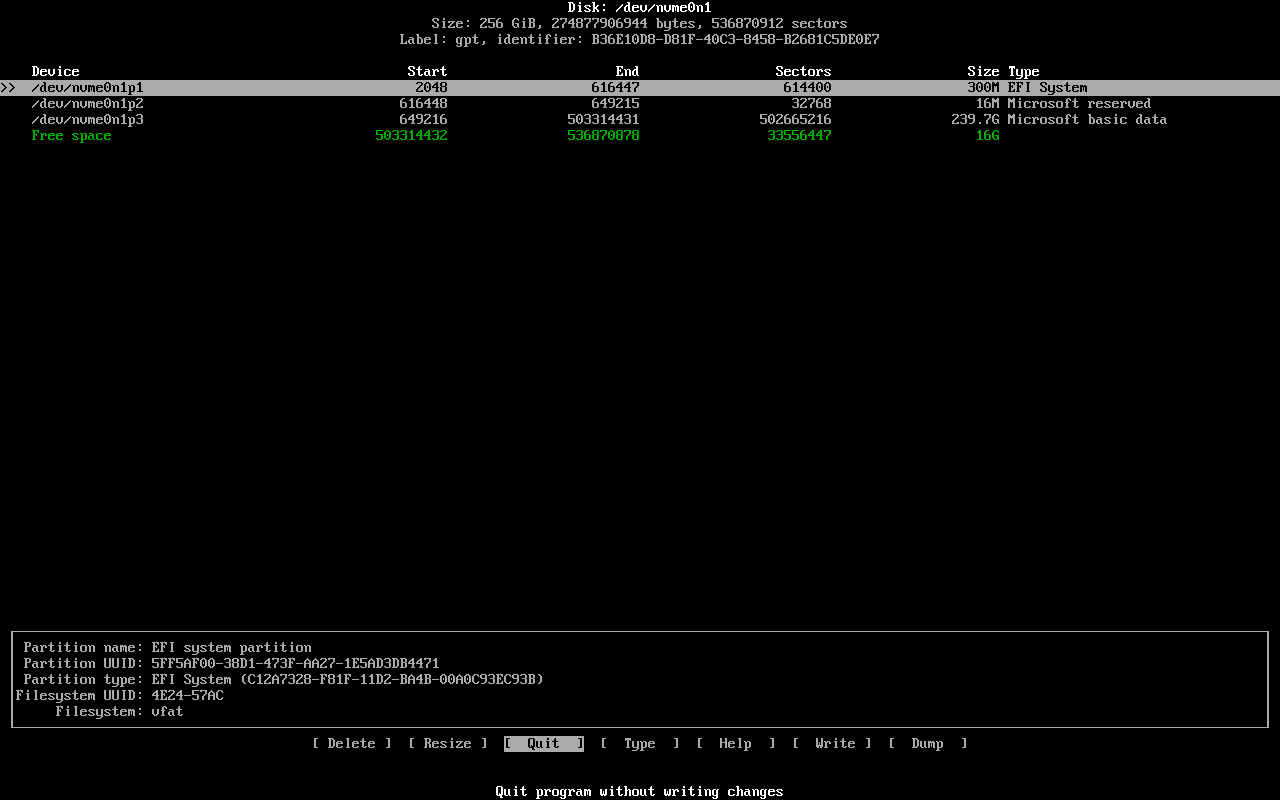 Disk: /dev/nvme0n1
Size: 256 GiB, 274877906944 bytes, 536870912 sectors
Label: gpt, identifier: B36E10D8-D81F-40C3-8458-B2681C5DE0E7
Device Start End Sectors Size Type
>> /dev/nvme0n1p1 2048 616447 614400 300M EFI System
/dev/nvme0n1p2 616448 649215 32768 16M Microsoft reserved
/dev/nvme0n1p3 649216 503314431 502665216 239.7G Microsoft basic data
Free space 503314432 536870878 33556447 16G
Partition name: EFI system partition
Partition UUID: 5FF5AF00-38D1-473F-AA27-1E5AD3DB4471
Partition type: EFI System (C12A7328-F81F-11D2-BA4B-00A0C93EC93B)
Filesystem UUID: 4E24-57AC
Filesystem: vfat
[ Delete ] [ Resize ] [ Quit ] [ Type ] [ Help ] [ Write ] [ Dump ]
Quit program without writing changes